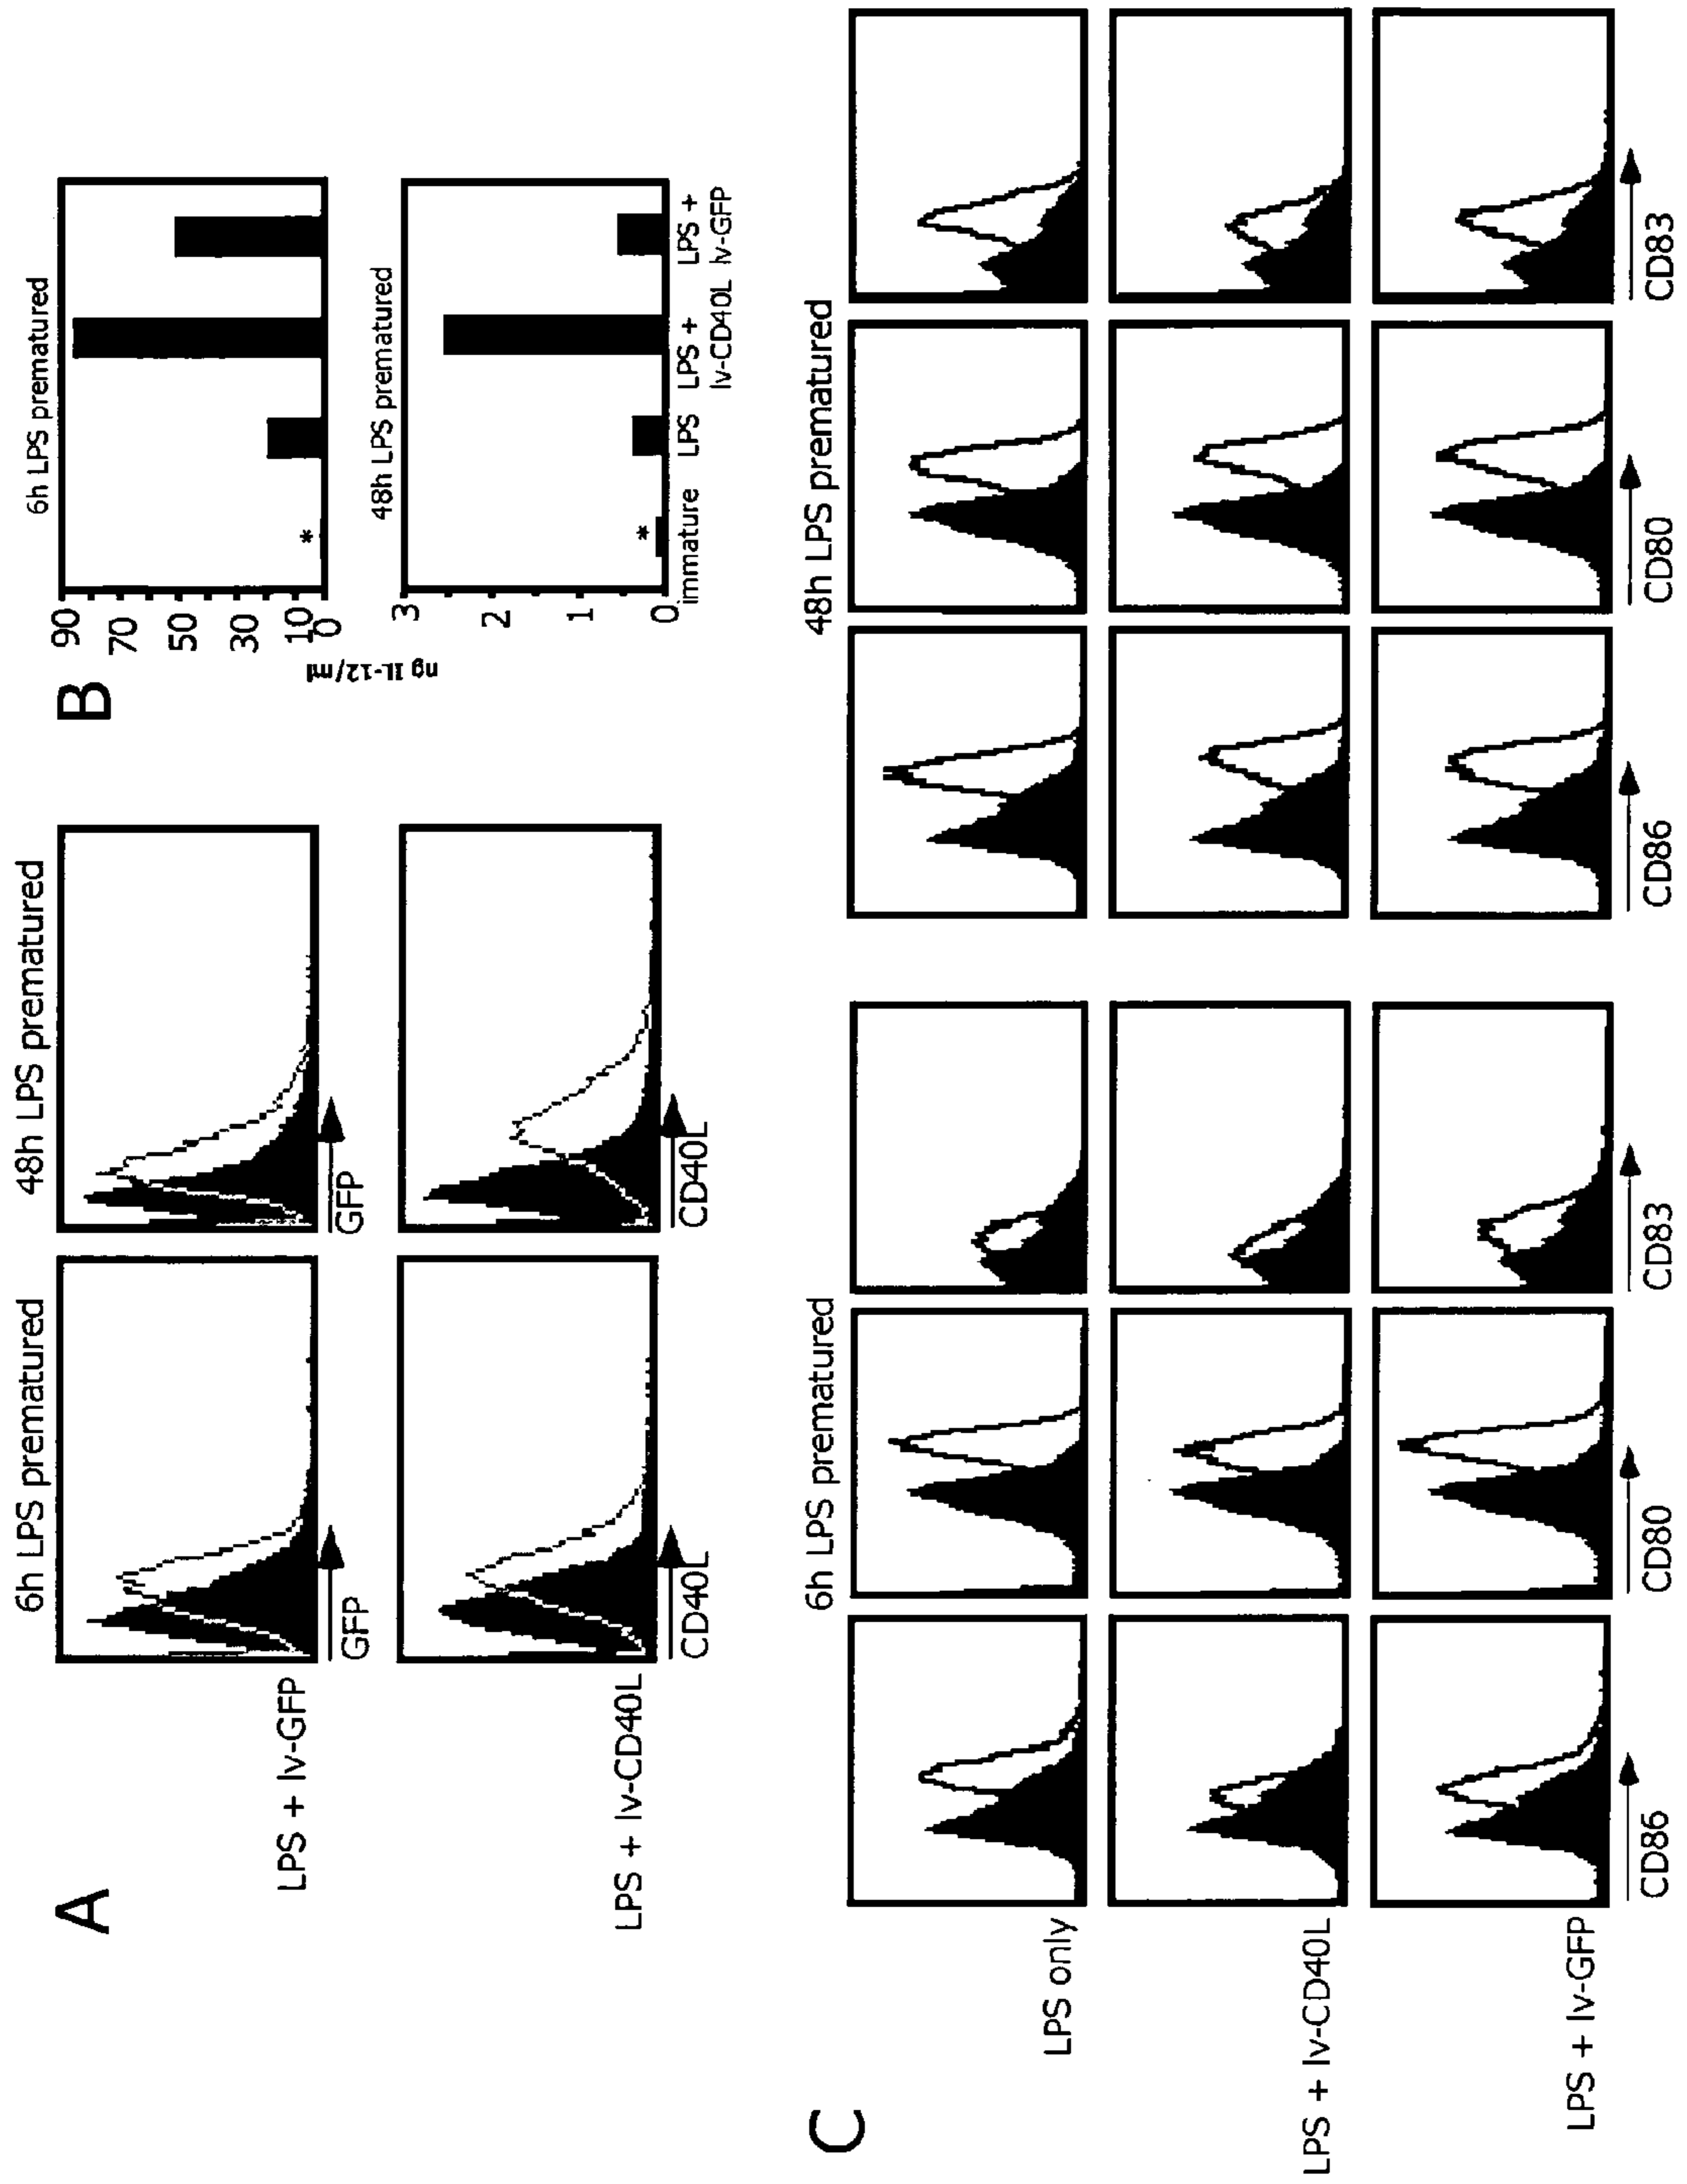 A
6h LPS prematured
48h LPS prematured
LPS + lv-GFP
GFP
GFP
LPS + lv-CD40L
CD40L
CD40L
B
6h LPS prematured
90
70
50
30
10
0
*
ng IL-12/ml
48h LPS prematured
3
2
1
0
*
immature LPS LPS + LPS +
lv-CD40L lv-GFP
C
6h LPS prematured
48h LPS prematured
LPS only
LPS + lv-CD40L
LPS + lv-GFP
CD86
CD80
CD83
CD86
CD80
CD83